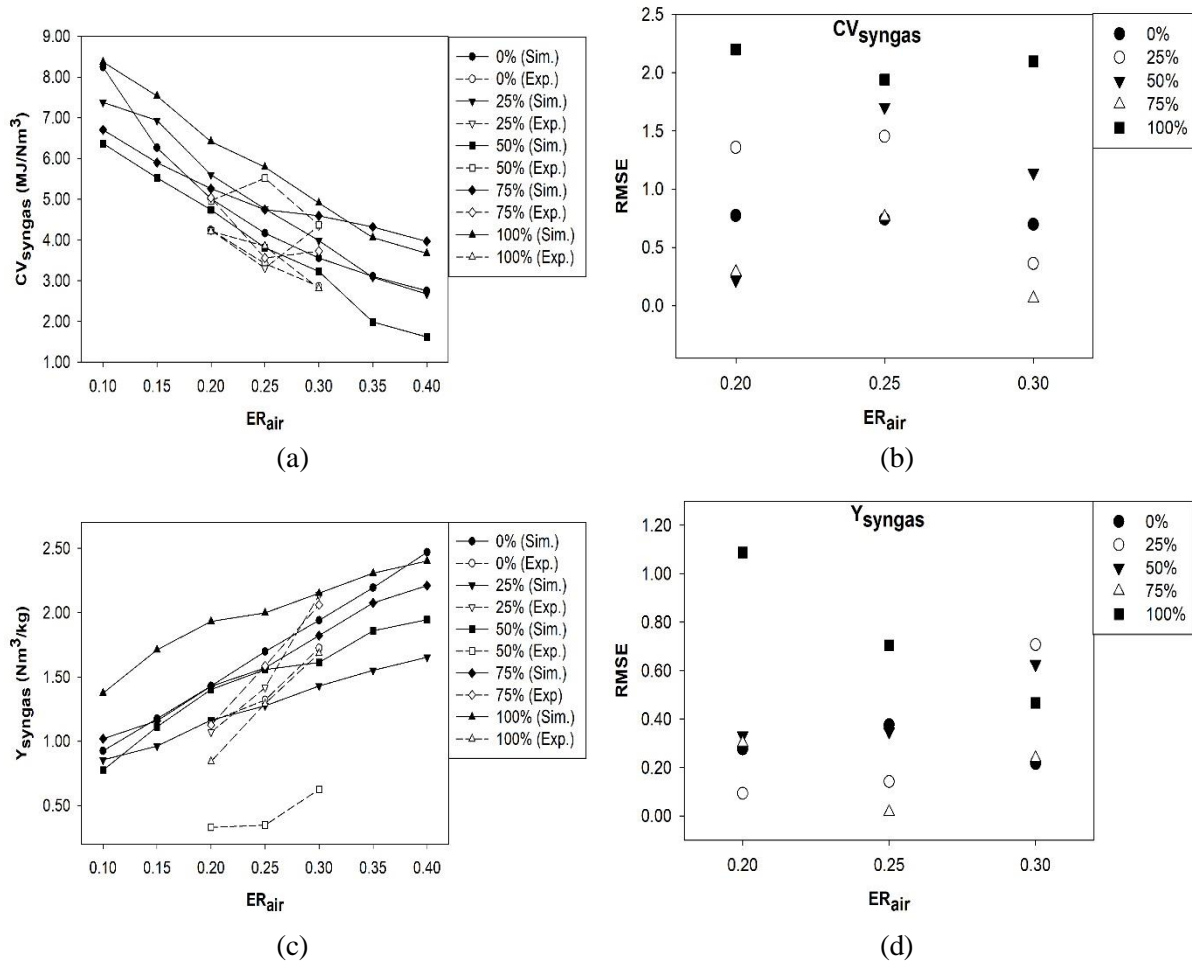 9.00
8.00
7.00
6.00
5.00
4.00
3.00
2.00
1.00
CVsyngas (MJ/Nm³)
0.10 0.15 0.20 0.25 0.30 0.35 0.40
ERair
0% (Sim.)
0% (Exp.)
25% (Sim.)
25% (Exp.)
50% (Sim.)
50% (Exp.)
75% (Sim.)
75% (Exp.)
100% (Sim.)
100% (Exp.)
(a)
CVsyngas
2.5
2.0
1.5
1.0
0.5
0.0
RMSE
0.20 0.25 0.30
ERair
0%
25%
50%
75%
100%
(b)
2.50
2.00
1.50
1.00
0.50
Ysyngas (Nm³/kg)
0.10 0.15 0.20 0.25 0.30 0.35 0.40
ERair
0% (Sim.)
0% (Exp.)
25% (Sim.)
25% (Exp.)
50% (Sim.)
50% (Exp.)
75% (Sim.)
75% (Exp)
100% (Sim.)
100% (Exp.)
(c)
Ysyngas
1.20
1.00
0.80
0.60
0.40
0.20
0.00
RMSE
0.20 0.25 0.30
ERair
0%
25%
50%
75%
100%
(d)